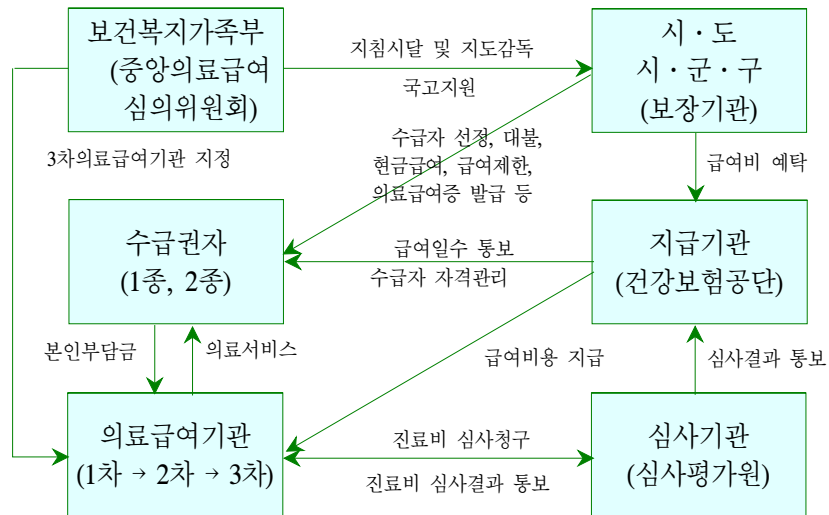 보건복지가족부
(중앙의료급여
심의위원회)
지침시달 및 지도감독
국고지원
시 · 도
시 · 군 · 구
(보장기관)
3차의료급여기관 지정
수급자 선정, 대불,
현금급여, 급여제한,
의료급여증 발급 등
급여비 예탁
수급권자
(1종, 2종)
급여일수 통보
수급자 자격관리
지급기관
(건강보험공단)
본인부담금
의료서비스
급여비용 지급
심사결과 통보
의료급여기관
(1차 → 2차 → 3차)
진료비 심사청구
진료비 심사결과 통보
심사기관
(심사평가원)